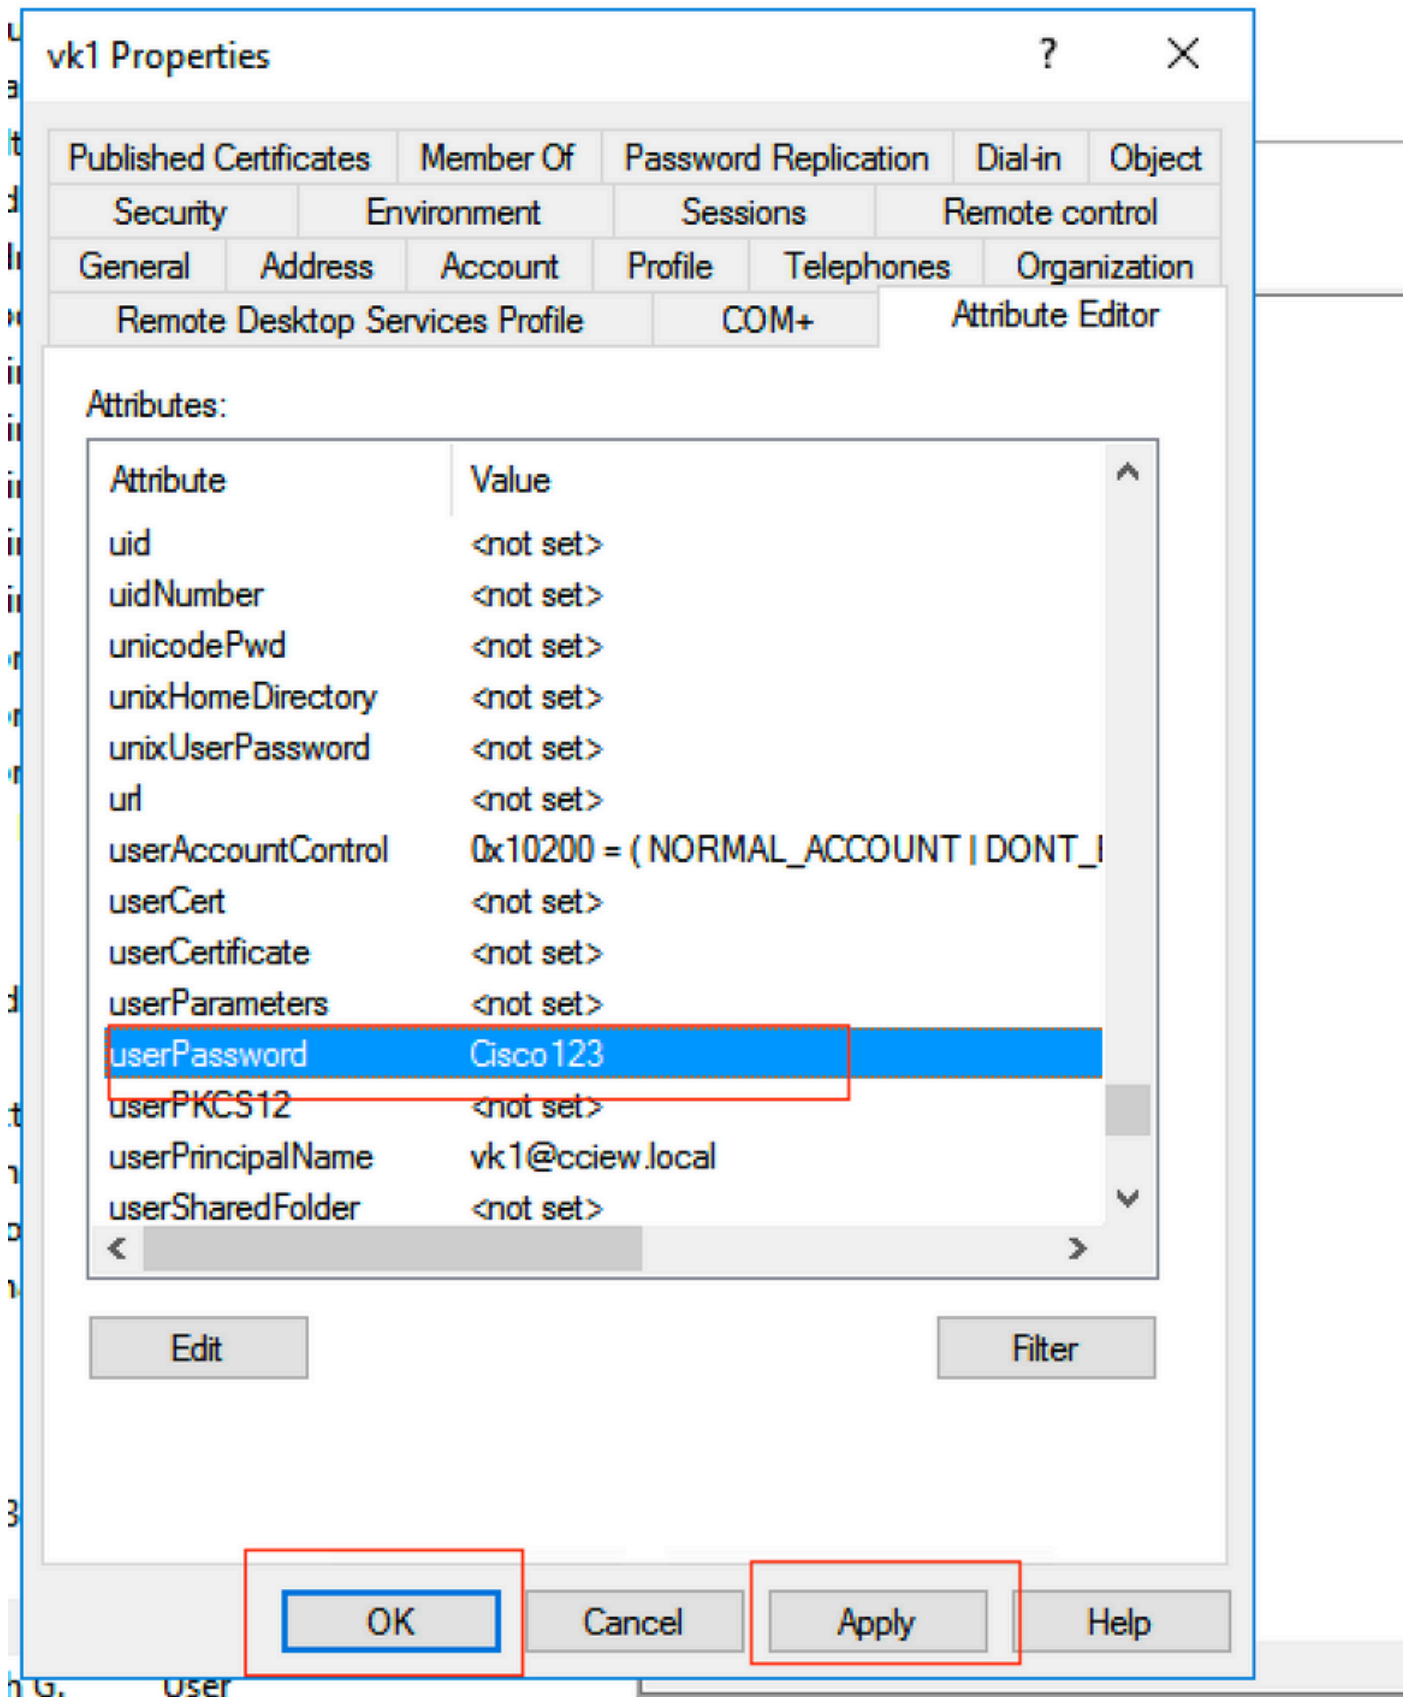 vk1 Properties ? ×
Published Certificates Member Of Password Replication Dial-in Object
Security Environment Sessions Remote control
General Address Account Profile Telephones Organization
Remote Desktop Services Profile COM+ Attribute Editor
Attributes:
Attribute Value
uid <not set>
uidNumber <not set>
unicodePwd <not set>
unixHomeDirectory <not set>
unixUserPassword <not set>
url <not set>
userAccountControl 0x10200 = ( NORMAL_ACCOUNT | DONT_
userCert <not set>
userCertificate <not set>
userParameters <not set>
userPassword Cisco123
userPKCS12 <not set>
userPrincipalName vk1@cciew.local
userSharedFolder <not set>
Edit Filter
OK Cancel Apply Help
G. User